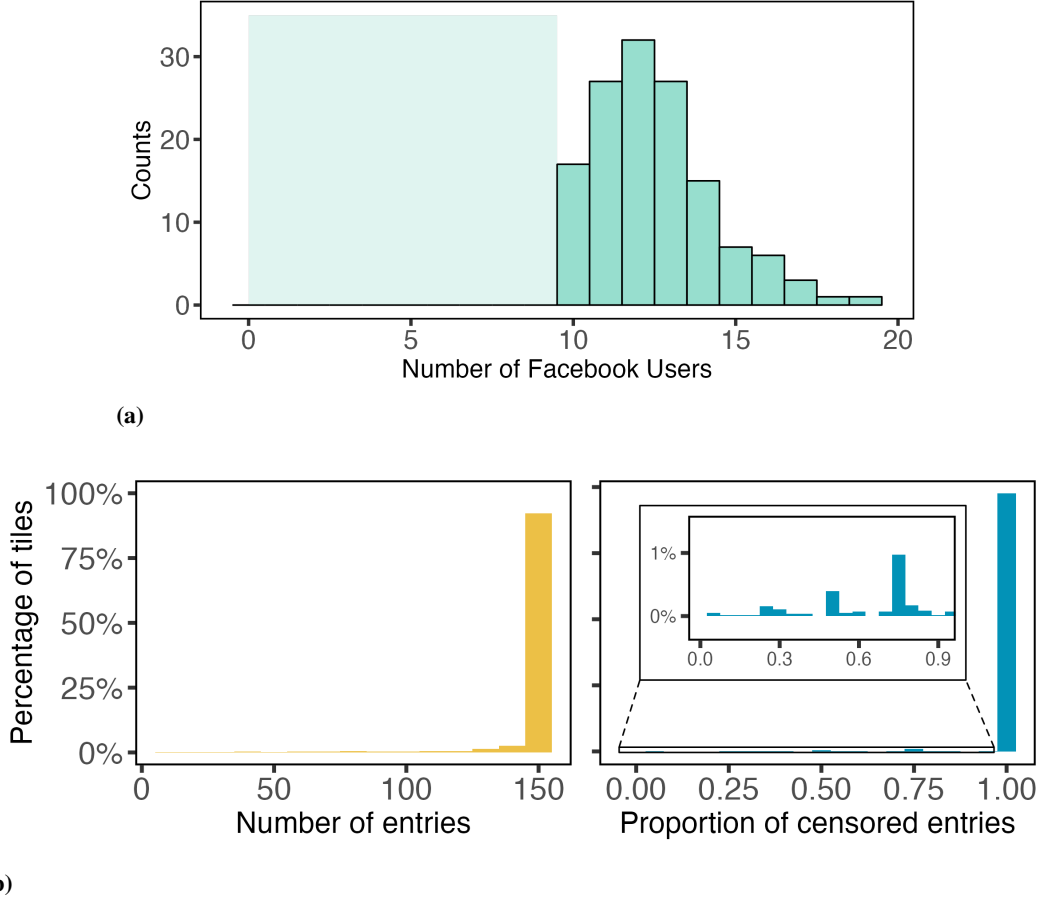 30
20
10
0
Counts
0 5 10 15 20
Number of Facebook Users
(a)
100%
75%
50%
25%
0%
Percentage of tiles
0 50 100 150
Number of entries
1%
0%
0.0 0.3 0.6 0.9
0.00 0.25 0.50 0.75 1.00
Proportion of censored entries
)